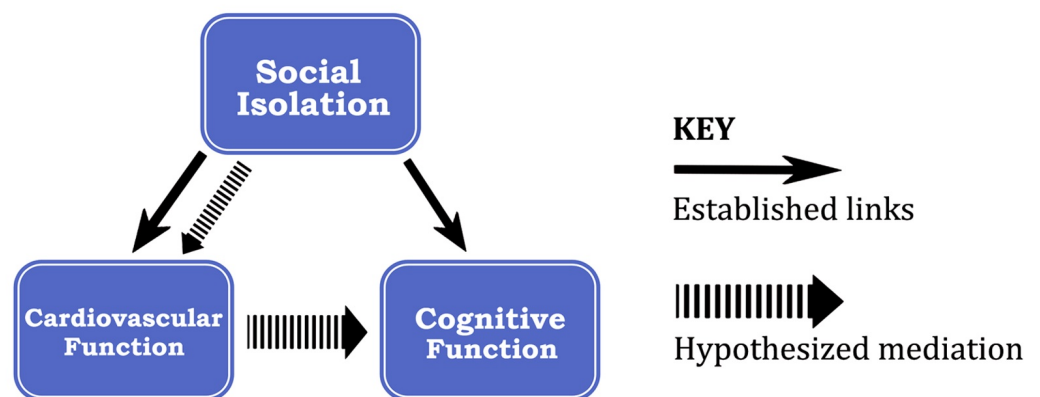 Social
Isolation
Cardiovascular
Function
Cognitive
Function
KEY
Established links
Hypothesized mediation